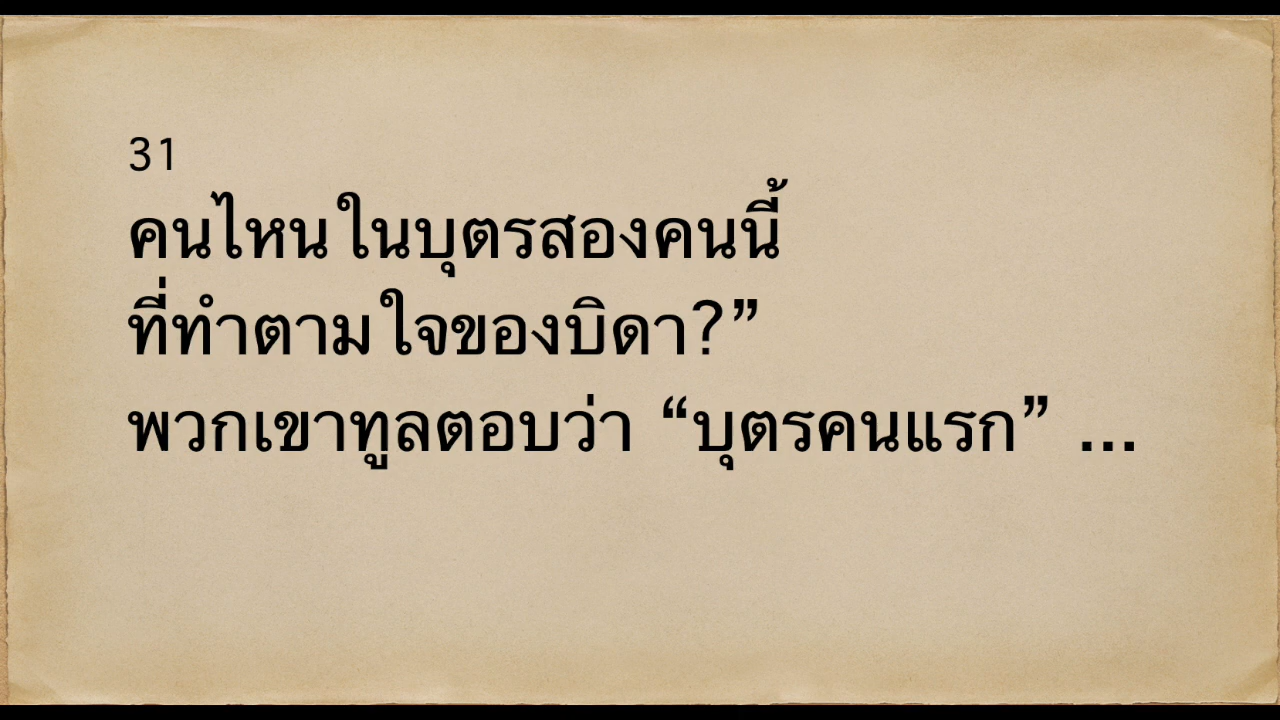 31
คนไหนในบุตรสองคนนี้
ที่ทำตามใจของบิดา?”
พวกเขาทูลตอบว่า “บุตรคนแรก” ...